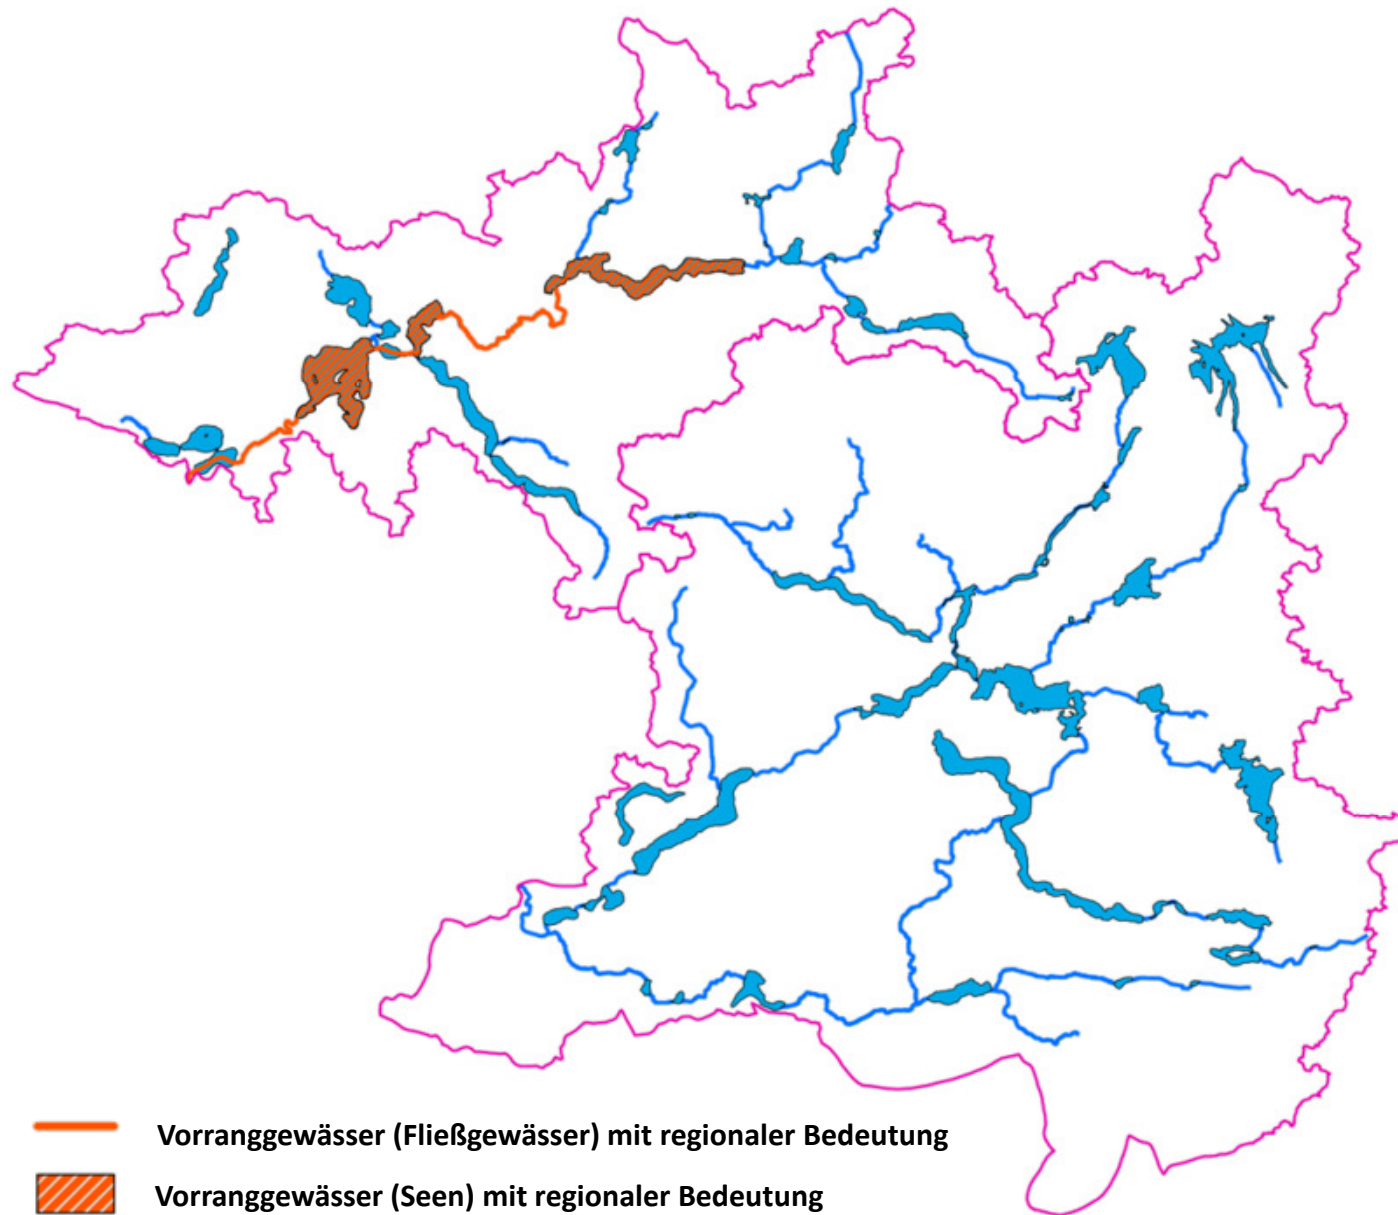 Vorranggewässer (Fließgewässer) mit regionaler Bedeutung
Vorranggewässer (Seen) mit regionaler Bedeutung